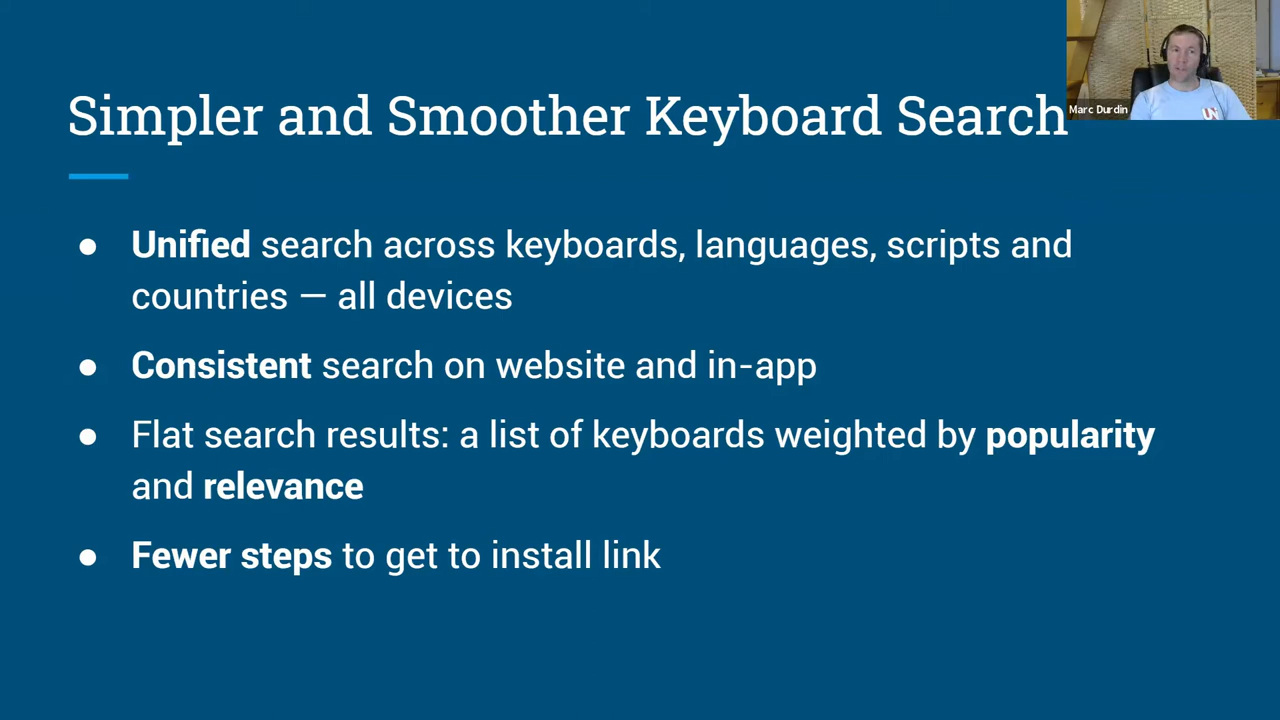 Simpler and Smoother Keyboard Search
Marc Durdin
UN
● Unified search across keyboards, languages, scripts and
countries — all devices
● Consistent search on website and in-app
● Flat search results: a list of keyboards weighted by popularity
and relevance
● Fewer steps to get to install link